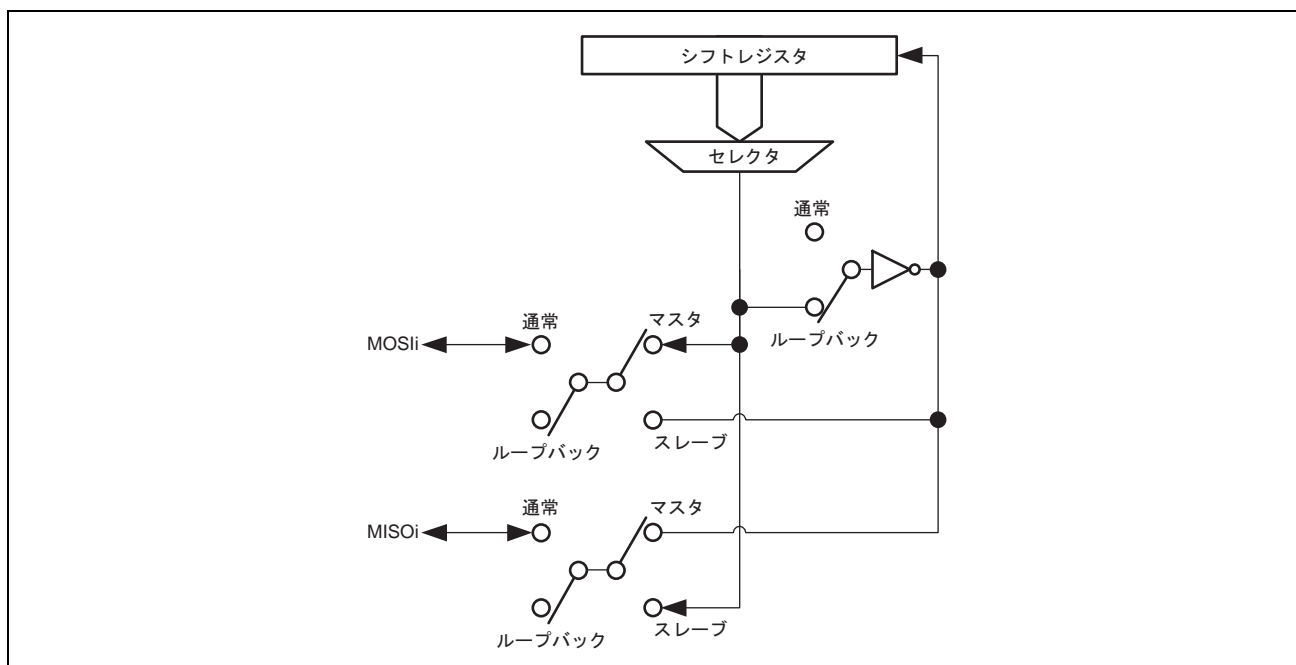 シフトレジスタ
セレクタ
通常
ループバック
MOSIi
通常
マスタ
ループバック
スレーブ
MISOi
通常
マスタ
ループバック
スレーブ